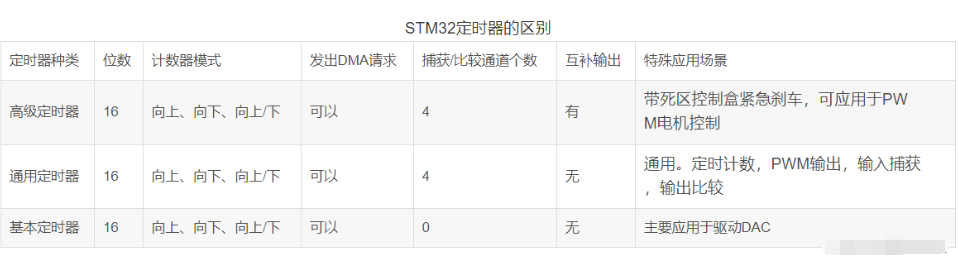 STM32定时器的区别
定时器种类 位数 计数器模式 发出DMA请求 捕获/比较通道个数 互补输出 特殊应用场景
高级定时器 16 向上、向下、向上/下 可以 4 有 带死区控制盒紧急刹车，可应用于PW
M电机控制
通用定时器 16 向上、向下、向上/下 可以 4 无 通用。定时计数，PWM输出，输入捕获
，输出比较
基本定时器 16 向上、向下、向上/下 可以 0 无 主要应用于驱动DAC